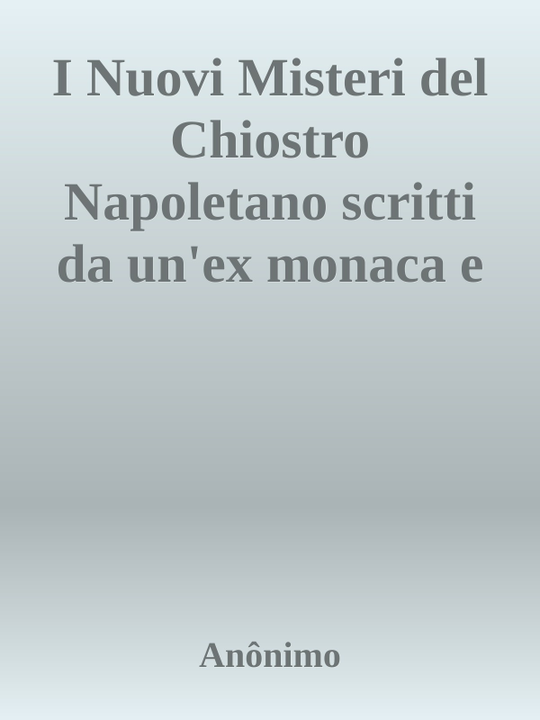 I Nuovi Misteri del
Chiostro
Napoletano scritti
da un'ex monaca e
Anônimo